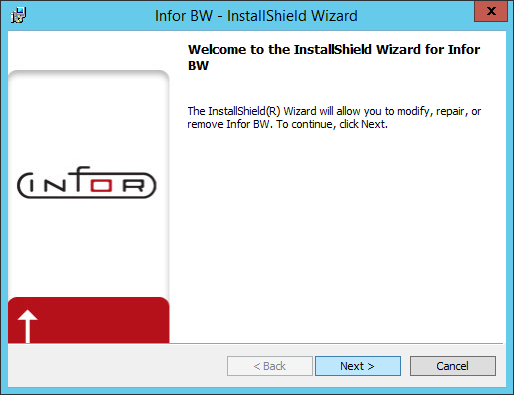 Infor BW - InstallShield Wizard
x
Welcome to the InstallShield Wizard for Infor
BW
The InstallShield(R) Wizard will allow you to modify, repair, or
remove Infor BW. To continue, click Next.
INFOR
< Back
Next >
Cancel